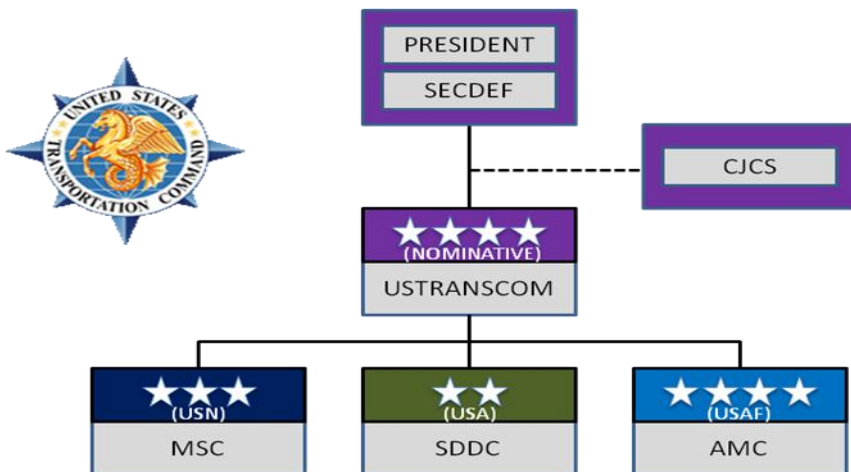 PRESIDENT
SECDEF
UNITED STATES
TRANSPORTATION COMMAND
CJCS
(NOMINATIVE)
USTRANSCOM
(USN)
(USA)
(USAF)
MSC
SDDC
AMC